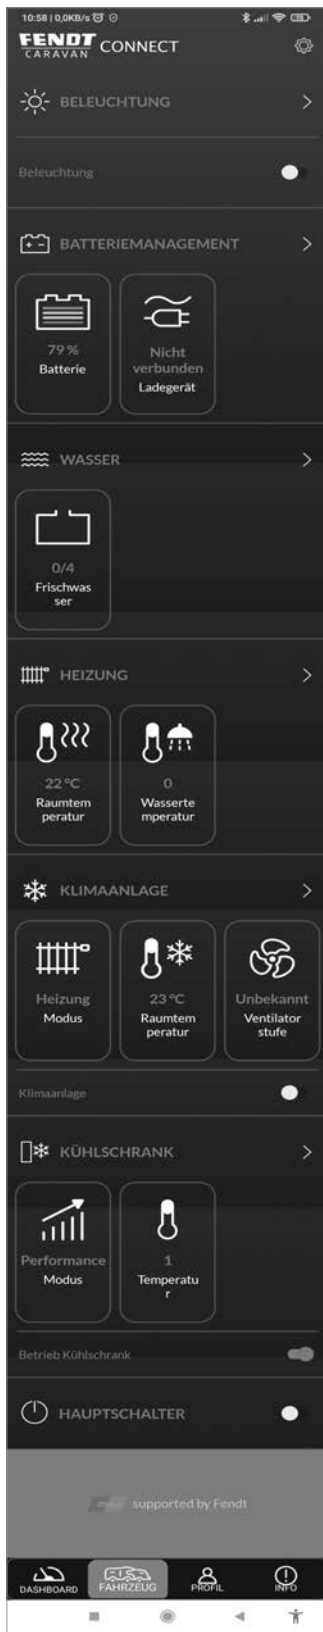 10:58 | 0,0KB/s
FENDT CONNECT
CARAVAN
BELEUCHTUNG
Beleuchtung
BATTERIEMANAGEMENT
79 %
Batterie
Nicht
verbunden
Ladegerät
WASSER
0/4
Frischwas
ser
HEIZUNG
22 °C
Raumtem
peratur
0
Wasserte
mperatur
KLIMAANLAGE
Heizung
Modus
23 °C
Raumtem
peratur
Unbekannt
Ventilator
stufe
Klimaanlage
KÜHLSCHRANK
Performance
Modus
1
Temperatu
r
Betrieb Kühlschrank
HAUPTSCHALTER
supported by Fendt
DASHBOARD
FAHRZEUG
PROFIL
INFO